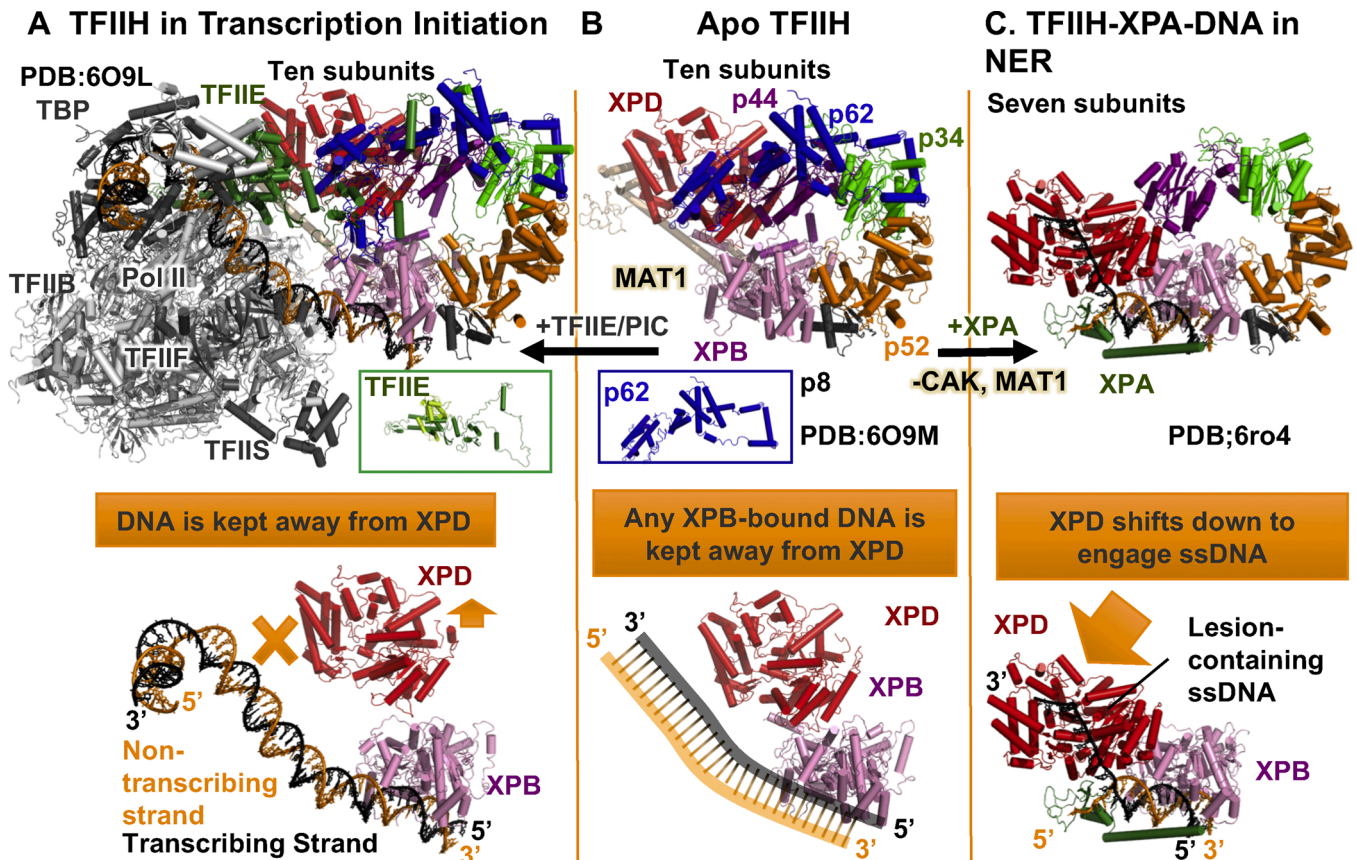 A TFIIH in Transcription Initiation
PDB:6O9L
TBP
TFIIE
Ten subunits
TFIIB
Pol II
TFIIF
TFIIS
+TFIIE/PIC
TFIIE
DNA is kept away from XPD
XPD
5’
3’
Non-
transcribing
strand
XPB
Transcribing Strand
5’
3’
B Apo TFIIH
Ten subunits
XPD
p44
p62
p34
MAT1
XPB
p52
p62
p8
PDB:6O9M
+XPA
-CAK, MAT1
Any XPB-bound DNA is
kept away from XPD
3’
5’
XPD
XPB
5’
3’
C. TFIIH-XPA-DNA in
NER
Seven subunits
XPA
PDB;6ro4
XPD shifts down to
engage ssDNA
XPD
3’
Lesion-
containing
ssDNA
XPB
5’
5’
3’